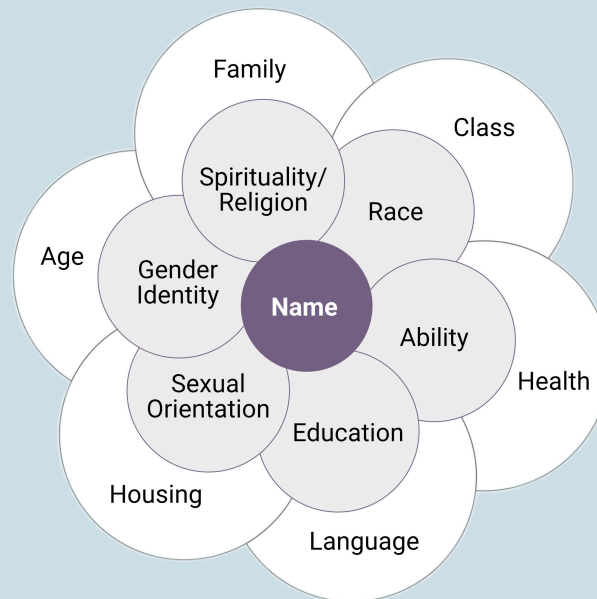 Family
Class
Spirituality/
Religion
Race
Age
Gender
Identity
Name
Ability
Health
Sexual
Orientation
Education
Housing
Language